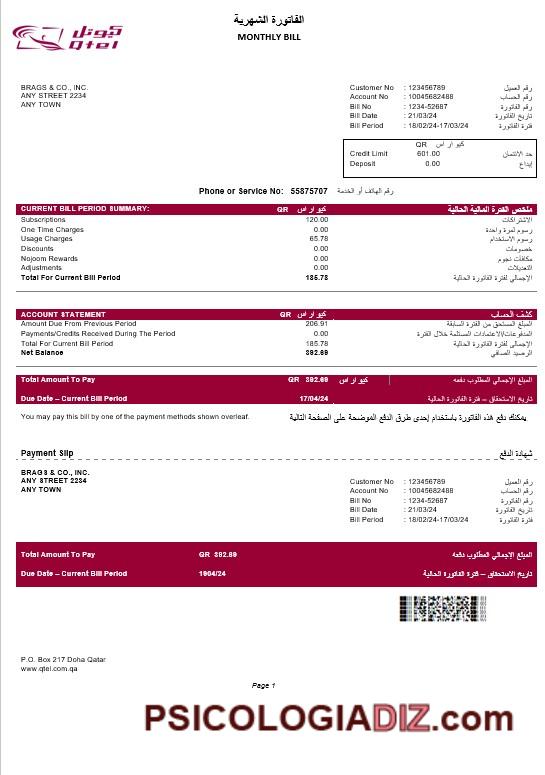 كيوتل
Qtel
الفاتورة الشهرية
MONTHLY BILL
BRAGS & CO., INC.
ANY STREET 2234
ANY TOWN
Customer No : 123456789 رقم العميل
Account No : 10045682488 رقم الحساب
Bill No : 1234-52687 رقم الفاتورة
Bill Date : 21/03/24 تاريخ الفاتورة
Bill Period : 18/02/24-17/03/24 فترة الفاتورة
QR كيو ار اس
Credit Limit 601.00 حد الائتمان
Deposit 0.00 إيداع
Phone or Service No: 55875707 رقم الهاتف أو الخدمة
CURRENT BILL PERIOD SUMMARY: QR كيو ار اس ملخص الفترة المالية الحالية
Subscriptions 120.00 الاشتراكات
One Time Charges 0.00 رسوم لمرة واحدة
Usage Charges 65.78 رسوم الاستخدام
Discounts 0.00 خصومات
Nojoom Rewards 0.00 مكافآت نجوم
Adjustments 0.00 التعديلات
Total For Current Bill Period 185.78 الإجمالي لفترة الفاتورة الحالية
ACCOUNT STATEMENT QR كيو ار اس كشف الحساب
Amount Due From Previous Period 206.91 المبلغ المستحق من الفترة السابقة
Payments/Credits Received During The Period 0.00 المدفوعات/الاعتمادات المستلمة خلال الفترة
Total For Current Bill Period 185.78 الإجمالي لفترة الفاتورة الحالية
Net Balance 392.69 الرصيد الصافي
Total Amount To Pay QR 392.69 كيو ار اس المبلغ الإجمالي المطلوب دفعه
Due Date – Current Bill Period 17/04/24 تاريخ الاستحقاق – فترة الفاتورة الحالية
You may pay this bill by one of the payment methods shown overleaf. يمكنك دفع هذه الفاتورة باستخدام إحدى طرق الدفع الموضحة على الصفحة التالية
Payment Slip شهادة الدفع
BRAGS & CO., INC.
ANY STREET 2234
ANY TOWN
Customer No : 123456789 رقم العميل
Account No : 10045682488 رقم الحساب
Bill No : 1234-52687 رقم الفاتورة
Bill Date : 21/03/24 تاريخ الفاتورة
Bill Period : 18/02/24-17/03/24 فترة الفاتورة
Total Amount To Pay QR 392.69 المبلغ الإجمالي المطلوب دفعه
Due Date – Current Bill Period 1904/24 تاريخ الاستحقاق – فترة الفاتورة الحالية
P.O. Box 217 Doha Qatar
www.qtel.com.qa
Page 1
PSICOLOGIADIZ.com